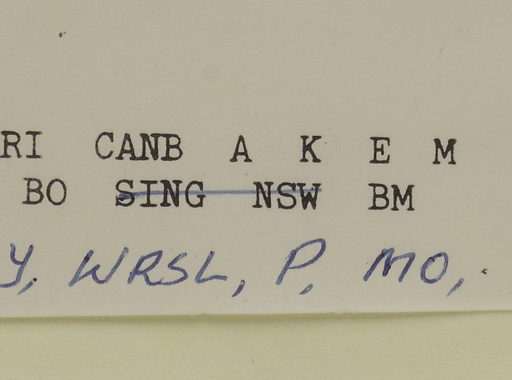 RI CANB A K E M
BO SING NSW BM
Y, WRSL, P, MO,.